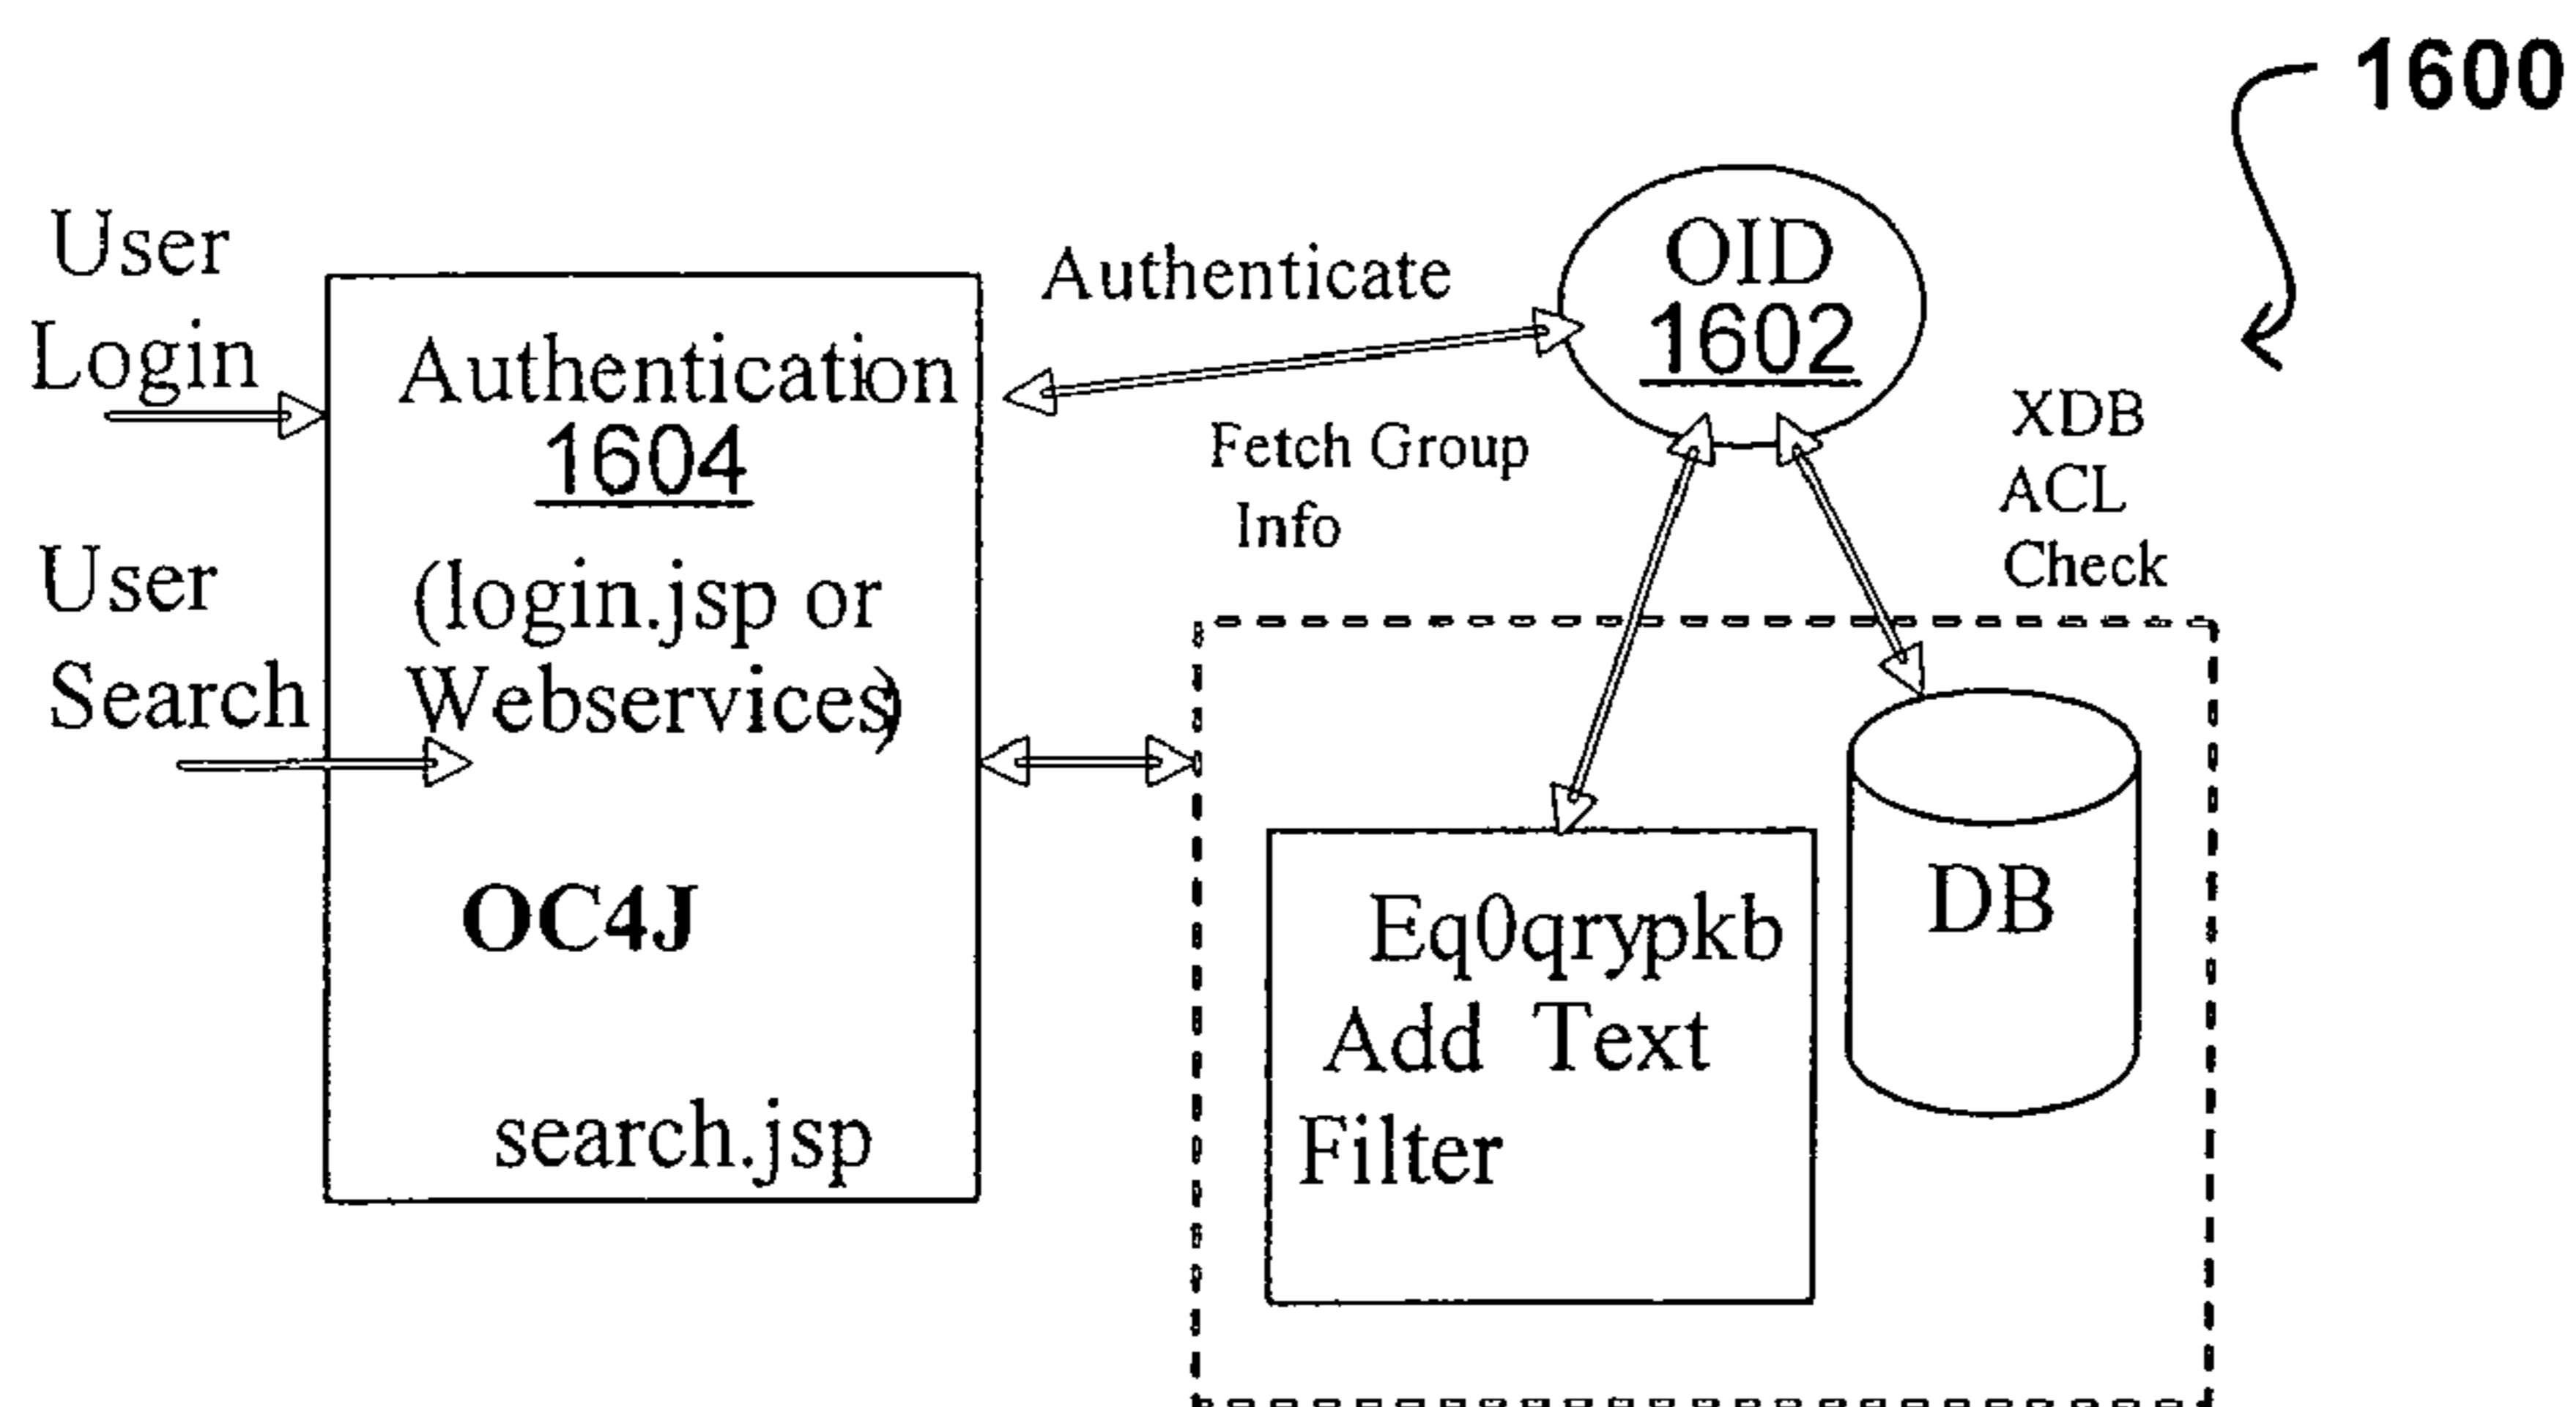 1600
User
Login
User
Search
Authentication
1604
(login.jsp or
Webservices)
OC4J
search.jsp
Authenticate
OID
1602
Fetch Group
Info
XDB
ACL
Check
Eq0qrypkb
Add Text
Filter
DB